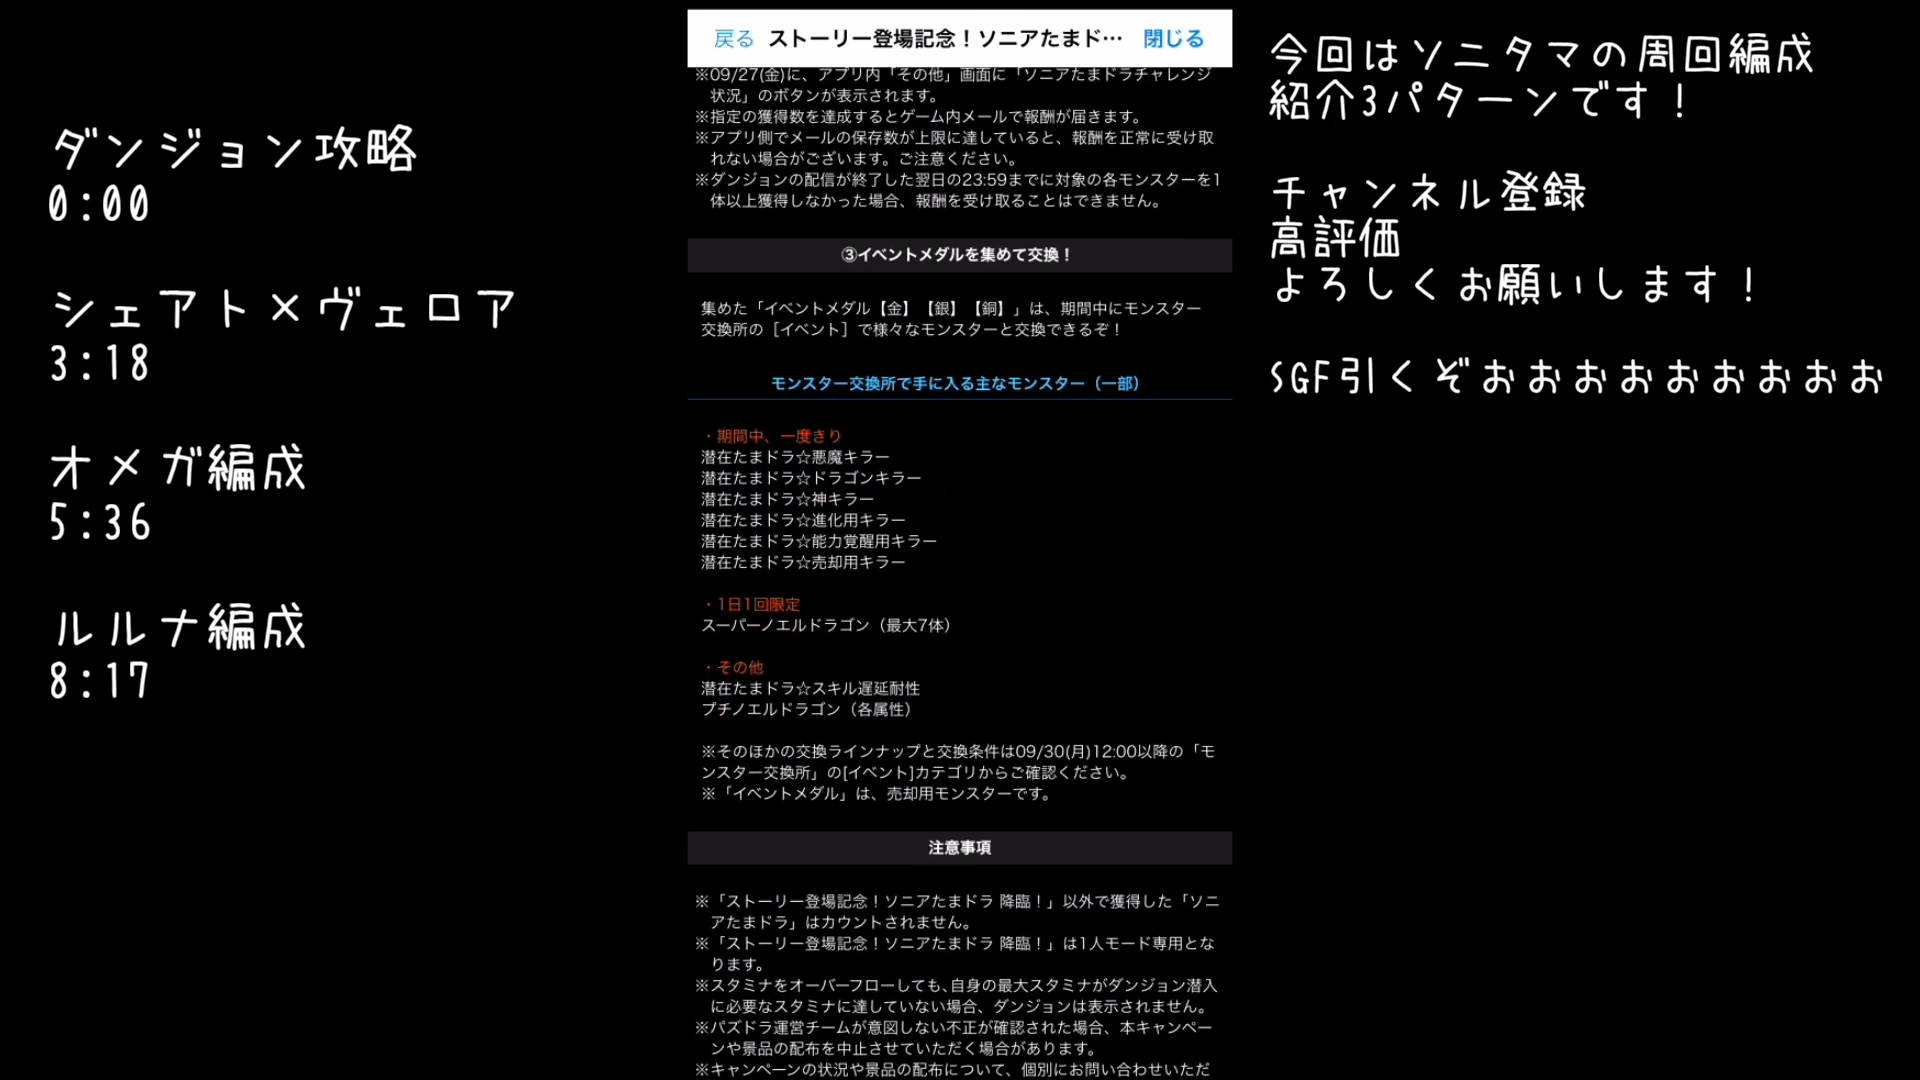 ダンジョン攻略
0:00
シェアト×ヴェロア
3:18
オメガ編成
5:36
ルルナ編成
8:17
戻る ストーリー登場記念！ソニアたまド… 閉じる
※09/27(金)に、アプリ内「その他」画面に「ソニアたまドラチャレンジ
状況」のボタンが表示されます。
※指定の獲得数を達成するとゲーム内メールで報酬が届きます。
※アプリ側でメールの保存数が上限に達していると、報酬を正常に受け取
れない場合がございます。ご注意ください。
※ダンジョンの配信が終了した翌日の23:59までに対象の各モンスターを1
体以上獲得しなかった場合、報酬を受け取ることはできません。
③イベントメダルを集めて交換！
集めた「イベントメダル【金】【銀】【銅】」は、期間中にモンスター
交換所の［イベント］で様々なモンスターと交換できるぞ！
モンスター交換所で手に入る主なモンスター（一部）
・期間中、一度きり
潜在たまドラ☆悪魔キラー
潜在たまドラ☆ドラゴンキラー
潜在たまドラ☆神キラー
潜在たまドラ☆進化用キラー
潜在たまドラ☆能力覚醒用キラー
潜在たまドラ☆売却用キラー
・1日1回限定
スーパーノエルドラゴン（最大7体）
・その他
潜在たまドラ☆スキル遅延耐性
プチノエルドラゴン（各属性）
※そのほかの交換ラインナップと交換条件は09/30(月)12:00以降の「モ
ンスター交換所」の[イベント]カテゴリからご確認ください。
※「イベントメダル」は、売却用モンスターです。
注意事項
※「ストーリー登場記念！ソニアたまドラ 降臨！」以外で獲得した「ソニ
アたまドラ」はカウントされません。
※「ストーリー登場記念！ソニアたまドラ 降臨！」は1人モード専用とな
ります。
※スタミナをオーバーフローしても、自身の最大スタミナがダンジョン潜入
に必要なスタミナに達していない場合、ダンジョンは表示されません。
※パズドラ運営チームが意図しない不正が確認された場合、本キャンペー
ンや景品の配布を中止させていただく場合があります。
※キャンペーンの状況や景品の配布について、個別にお問い合わせいただ
今回はソニタマの周回編成
紹介3パターンです！
チャンネル登録
高評価
よろしくお願いします！
SGF引くぞぉぉぉぉぉぉぉぉぉ